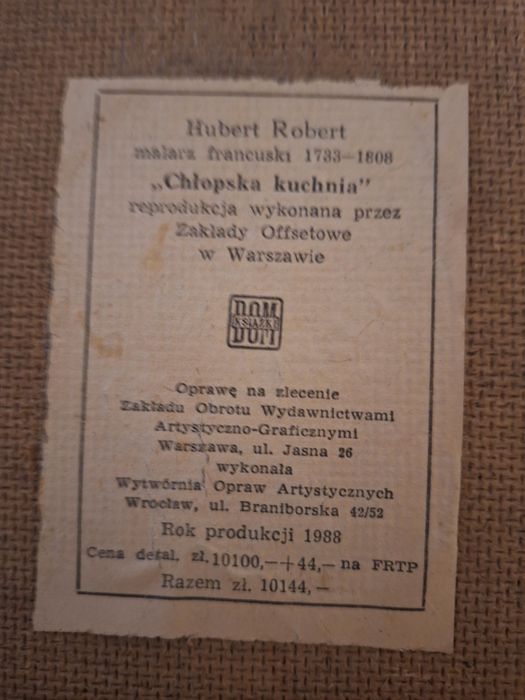 Hubert Robert
malarz francuski 1733—1808
„Chłopska kuchnia”
reprodukcja wykonana przez
Zakłady Offsetowe
w Warszawie
DOM
KSIĄŻKI
Oprawę na zlecenie
Zakładu Obrotu Wydawnictwami
Artystyczno-Graficznymi
Warszawa, ul. Jasna 26
wykonała
Wytwórnia Opraw Artystycznych
Wrocław, ul. Braniborska 42/52
Rok produkcji 1988
Cena detal. zł. 10100,—+44,— na FRTP
Razem zł. 10144,—